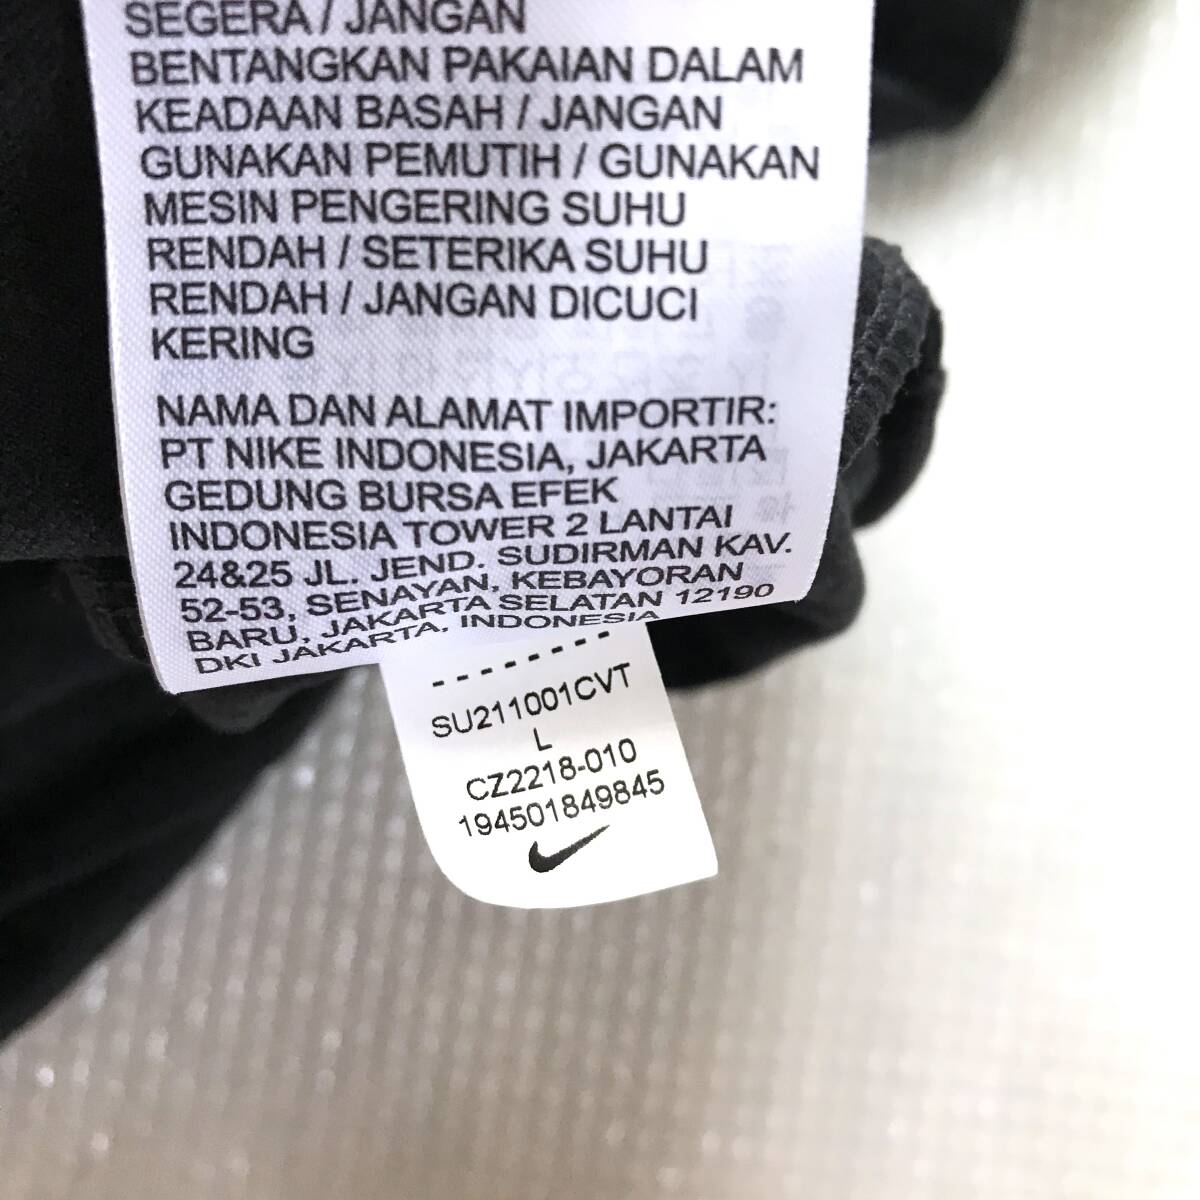 SEGERA / JANGAN
BENTANGKAN PAKAIAN DALAM
KEADAAN BASAH / JANGAN
GUNAKAN PEMUTIH / GUNAKAN
MESIN PENGERING SUHU
RENDAH / SETERIKA SUHU
RENDAH / JANGAN DICUCI
KERING
NAMA DAN ALAMAT IMPORTIR:
PT NIKE INDONESIA, JAKARTA
GEDUNG BURSA EFEK
INDONESIA TOWER 2 LANTAI
24&25 JL. JEND. SUDIRMAN KAV.
52-53, SENAYAN, KEBAYORAN
BARU, JAKARTA SELATAN 12190
DKI JAKARTA, INDONESIA
SU211001CVT
L
CZ2218-010
194501849845